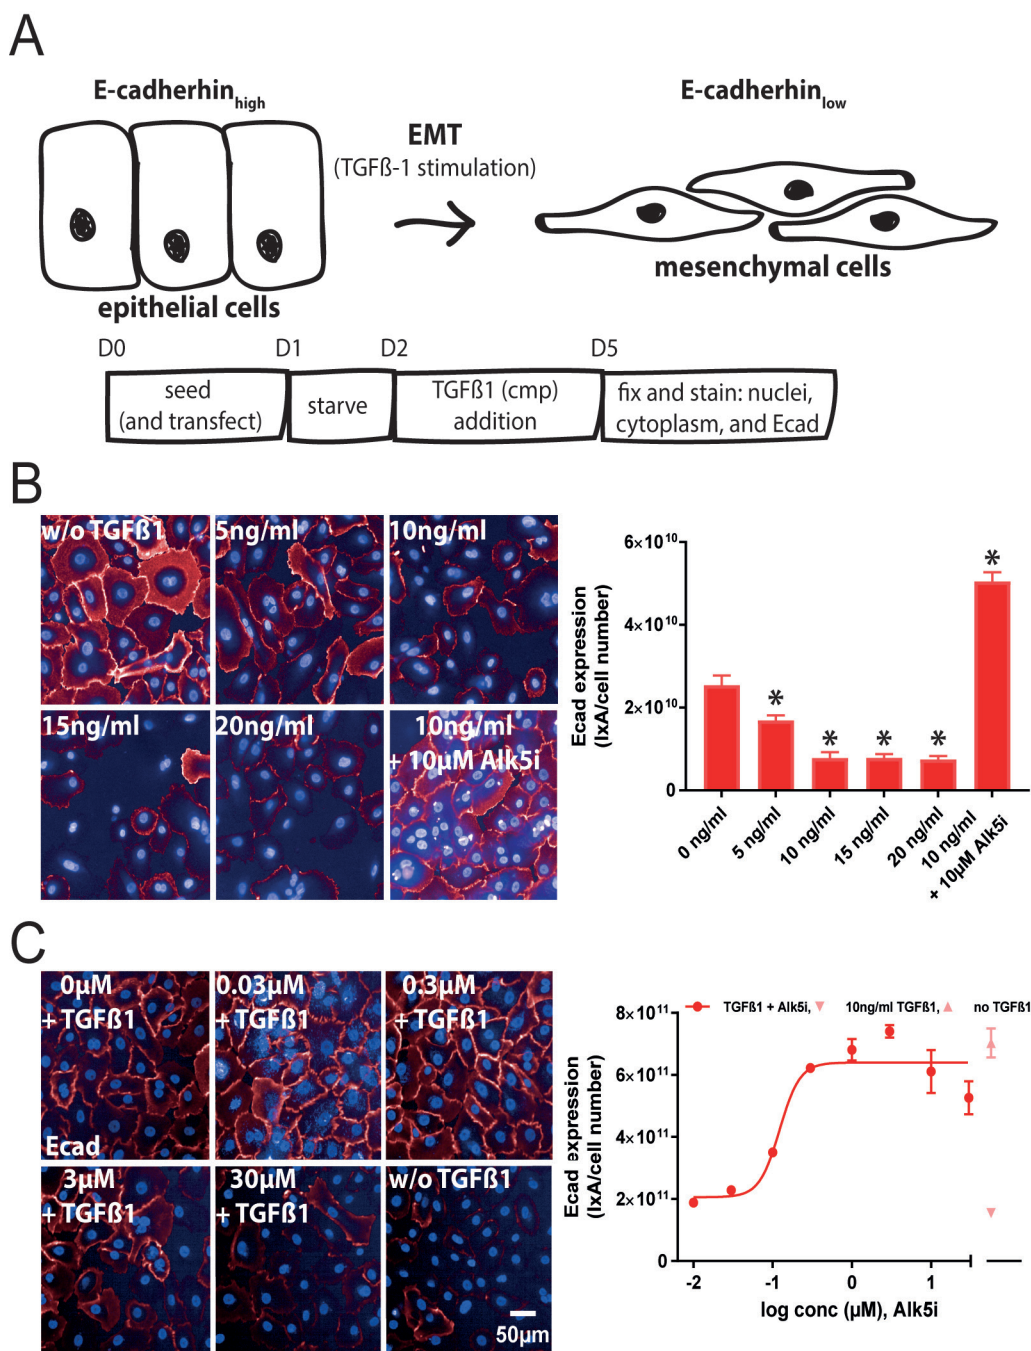 A
E-cadherhinhigh
E-cadherhinlow
EMT
(TGFß-1 stimulation)
epithelial cells
mesenchymal cells
D0 D1 D2 D5
seed
(and transfect)
starve
TGFß1 (cmp)
addition
fix and stain: nuclei,
cytoplasm, and Ecad
B
w/o TGFß1
5ng/ml
10ng/ml
15ng/ml
20ng/ml
10ng/ml
+ 10µM Alk5i
Ecad expression
(IxA/cell number)
6×10¹⁰
4×10¹⁰
2×10¹⁰
0
* * * * *
0 ng/ml
5 ng/ml
10 ng/ml
15 ng/ml
20 ng/ml
10 ng/ml
+ 10µM Alk5i
C
0µM
+ TGFß1
0.03µM
+ TGFß1
0.3µM
+ TGFß1
Ecad
3µM
+ TGFß1
30µM
+ TGFß1
w/o TGFß1
50µm
TGFß1 + Alk5i, 10ng/ml TGFß1, no TGFß1
Ecad expression
(IxA/cell number)
8×10¹¹
6×10¹¹
4×10¹¹
2×10¹¹
0
-2 -1 0 1
log conc (µM), Alk5i